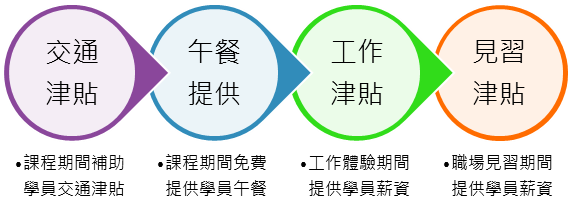 交通
津貼
午餐
提供
工作
津貼
見習
津貼
•課程期間補助
學員交通津貼
•課程期間免費
提供學員午餐
•工作體驗期間
提供學員薪資
•職場見習期間
提供學員薪資